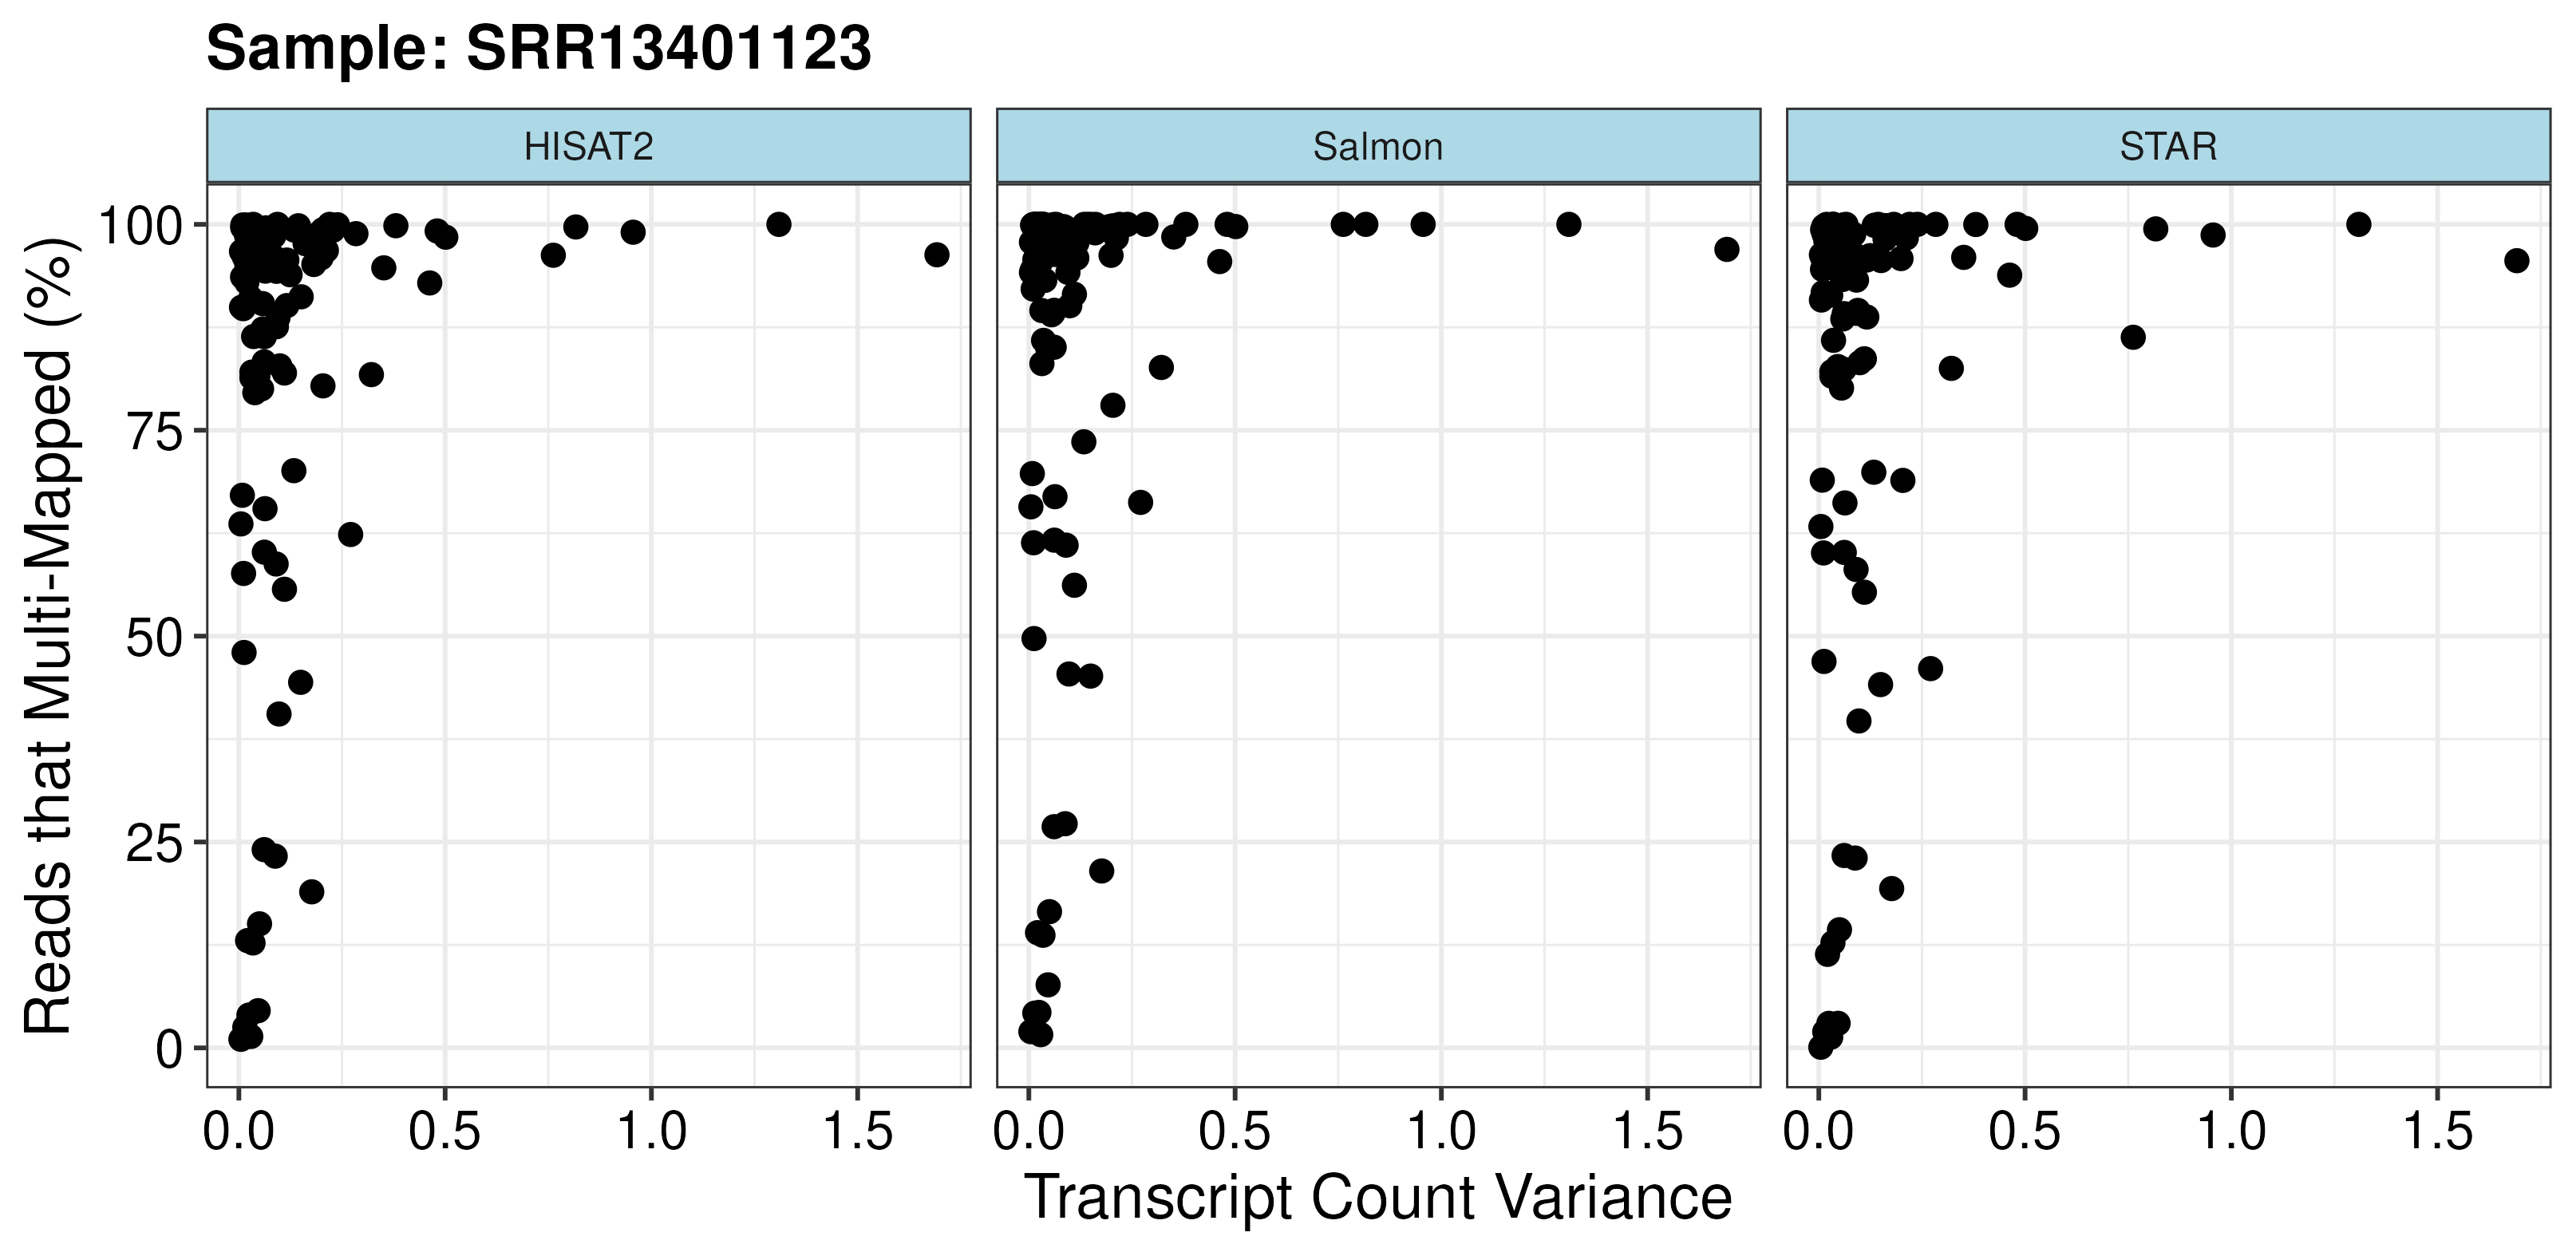 Sample: SRR13401123
HISAT2 Salmon STAR
Reads that Multi-Mapped (%)
100
75
50
25
0
0.0 0.5 1.0 1.5 0.0 0.5 1.0 1.5 0.0 0.5 1.0 1.5
Transcript Count Variance